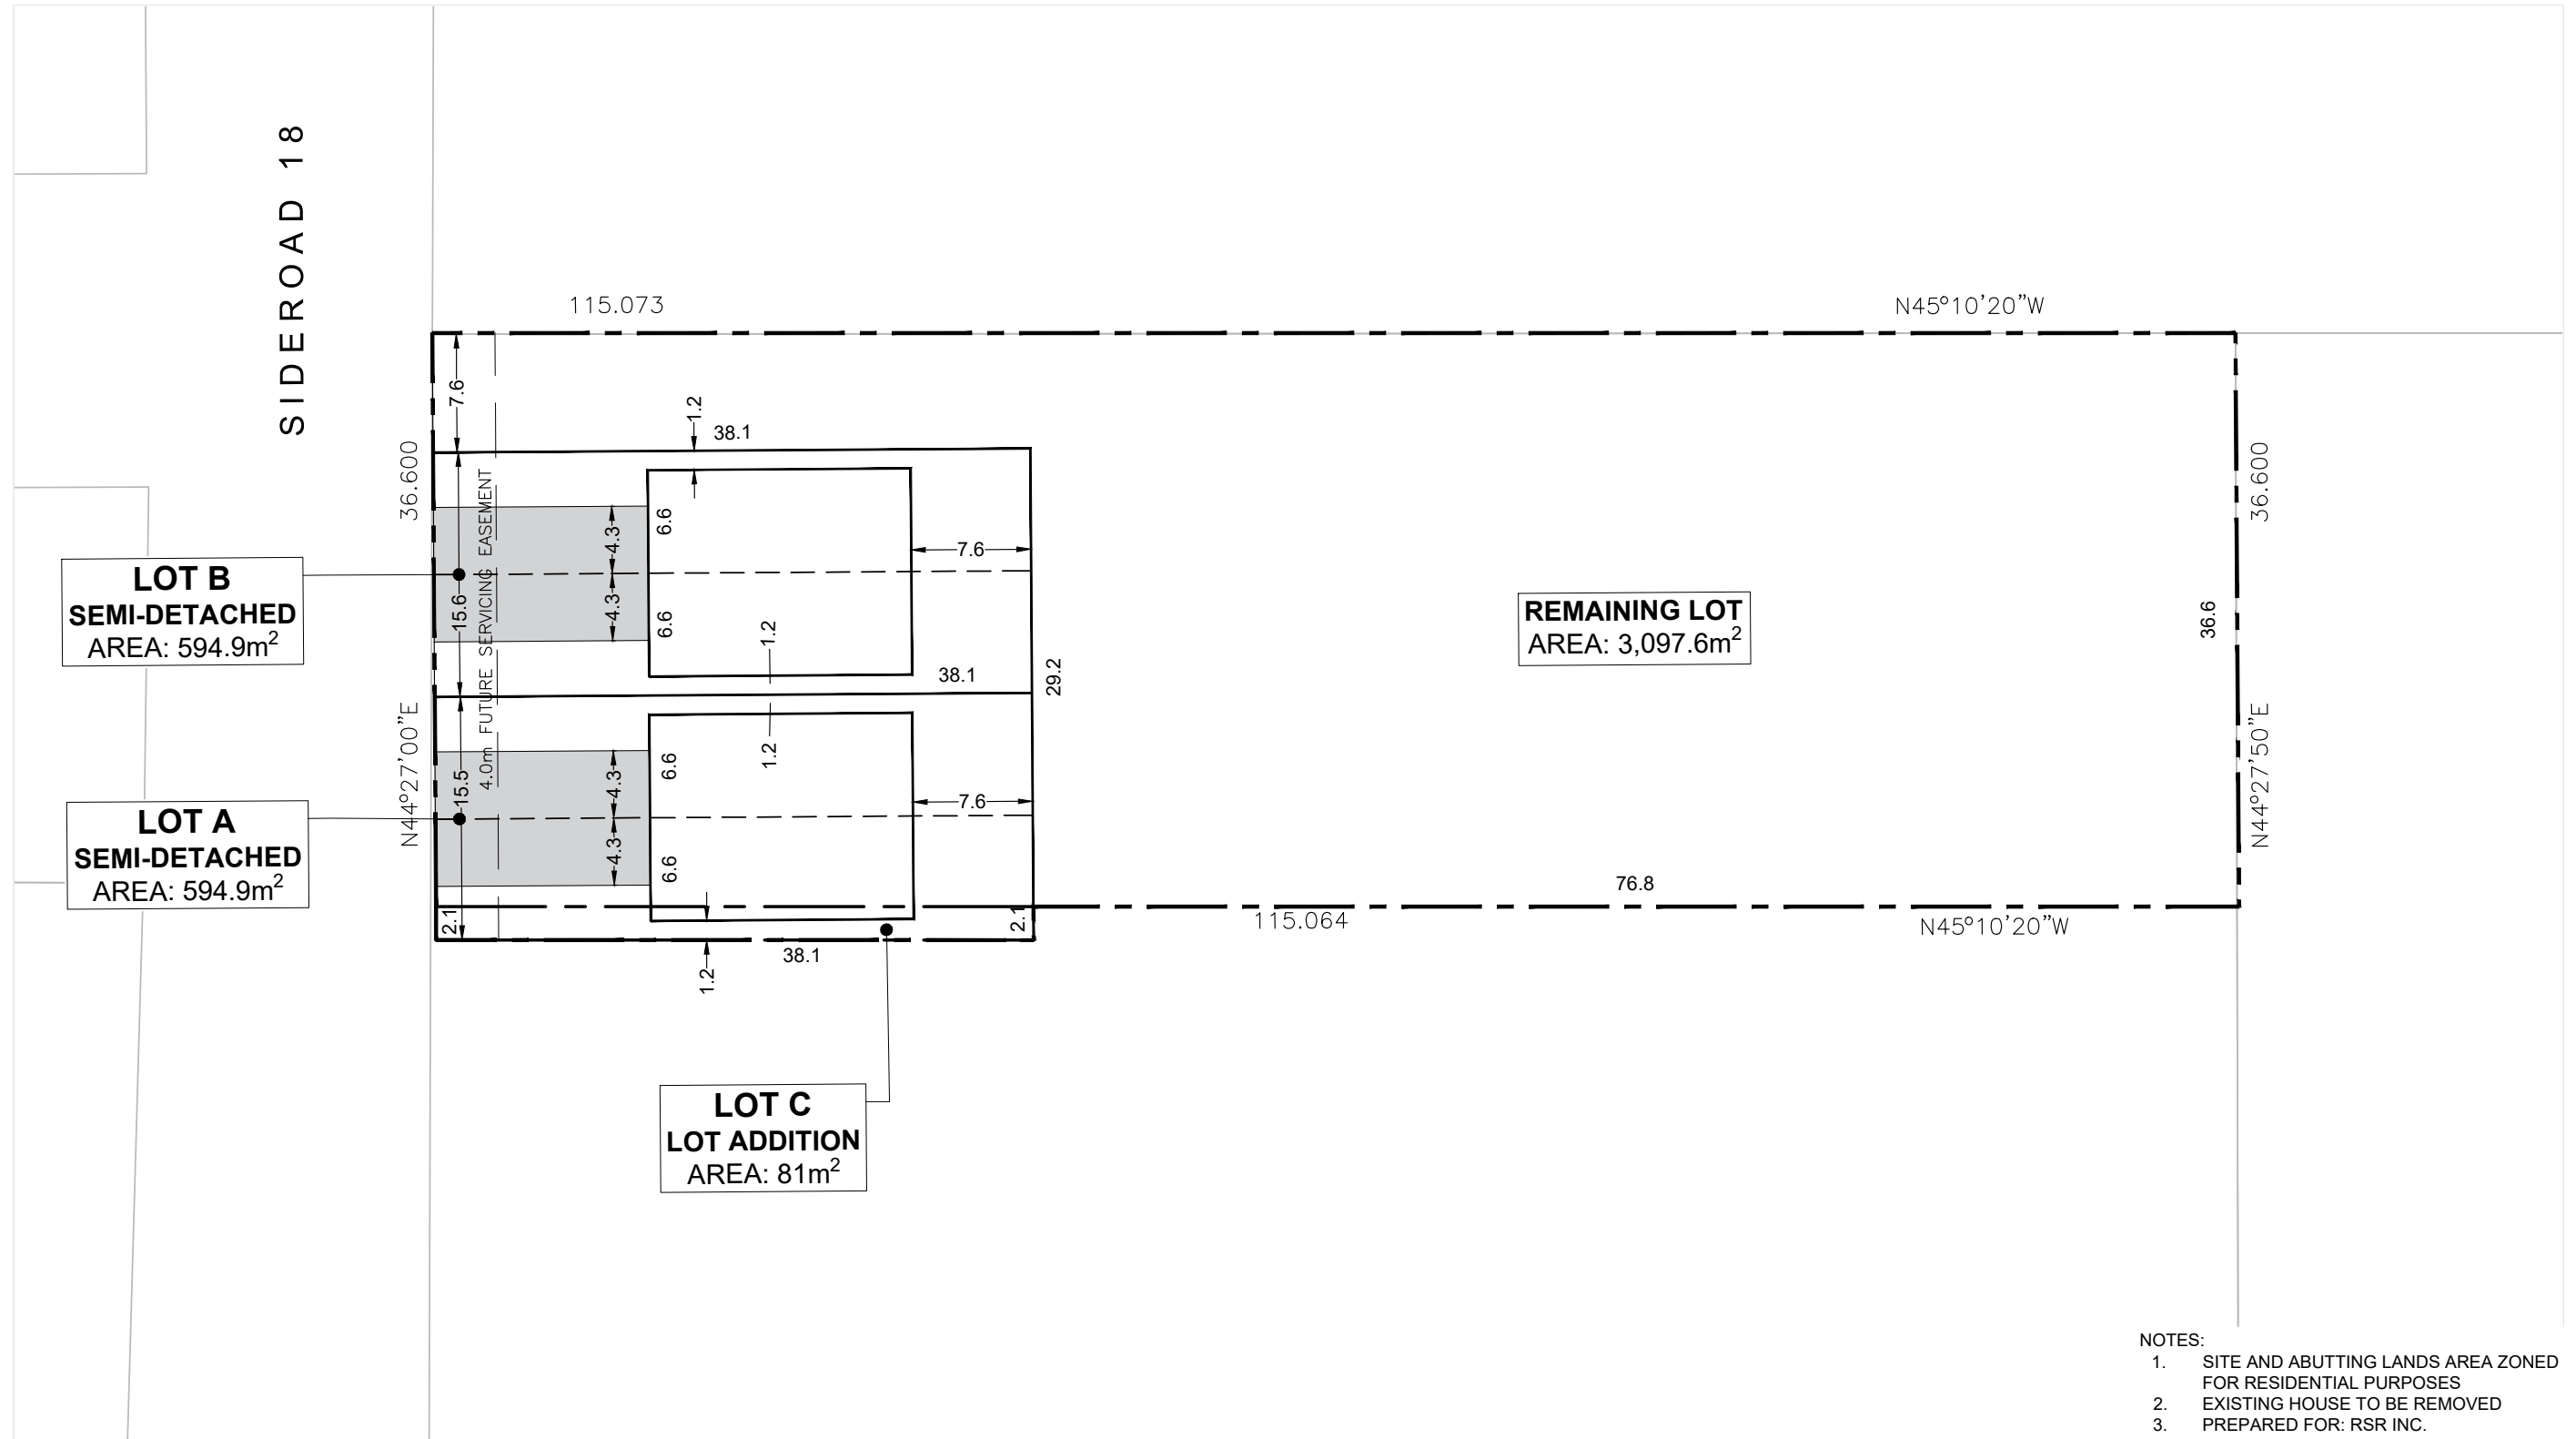 SIDEROAD 18
115.073
N45°10'20"W
7.6
1.2
38.1
36.600
36.600
6.6
4.3
7.6
4.0m FUTURE SERVICING EASEMENT
LOT B
SEMI-DETACHED
AREA: 594.9m²
15.6
4.3
6.6
1.2
38.1
29.2
REMAINING LOT
AREA: 3,097.6m²
36.6
N44°27'00"E
N44°27'50"E
1.2
6.6
4.3
15.5
7.6
LOT A
SEMI-DETACHED
AREA: 594.9m²
4.3
6.6
2.1
2.1
76.8
115.064
N45°10'20"W
38.1
1.2
LOT C
LOT ADDITION
AREA: 81m²
NOTES:
1. SITE AND ABUTTING LANDS AREA ZONED
FOR RESIDENTIAL PURPOSES
2. EXISTING HOUSE TO BE REMOVED
3. PREPARED FOR: RSR INC.